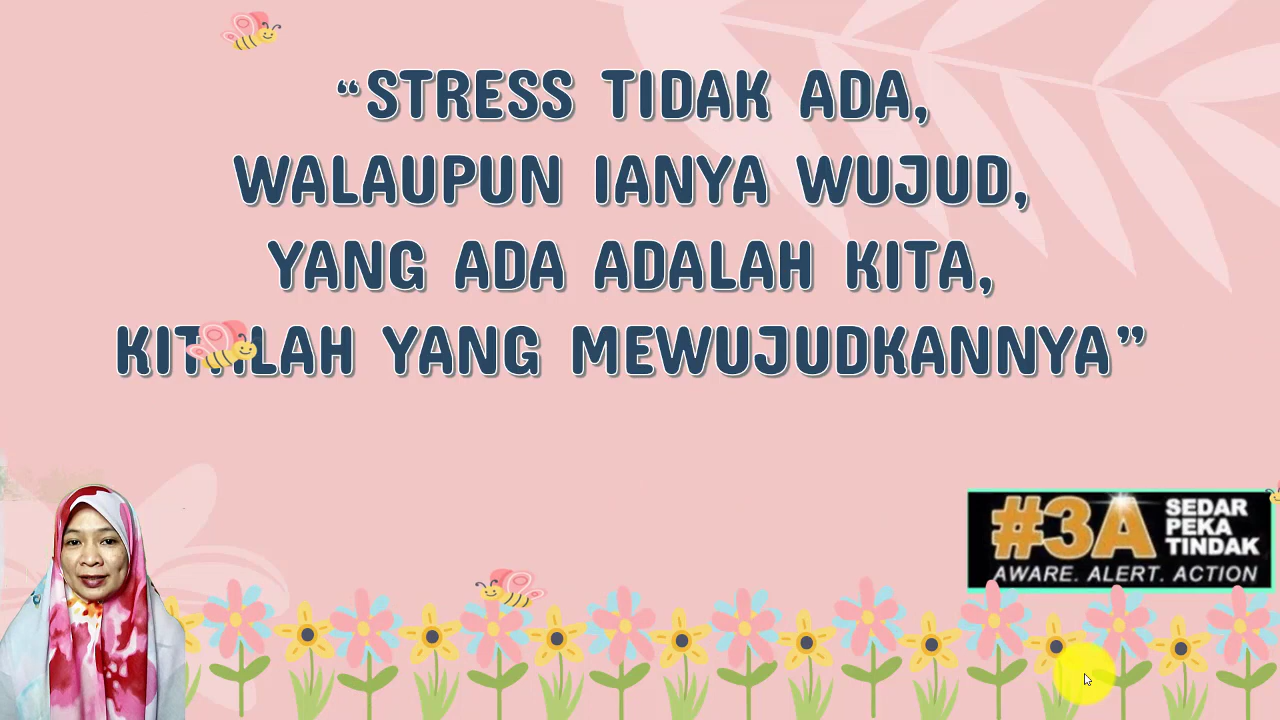 “STRESS TIDAK ADA,
WALAUPUN IANYA WUJUD,
YANG ADA ADALAH KITA,
KITALAH YANG MEWUJUDKANNYA”
#3A SEDAR
PEKA
TINDAK
AWARE. ALERT. ACTION